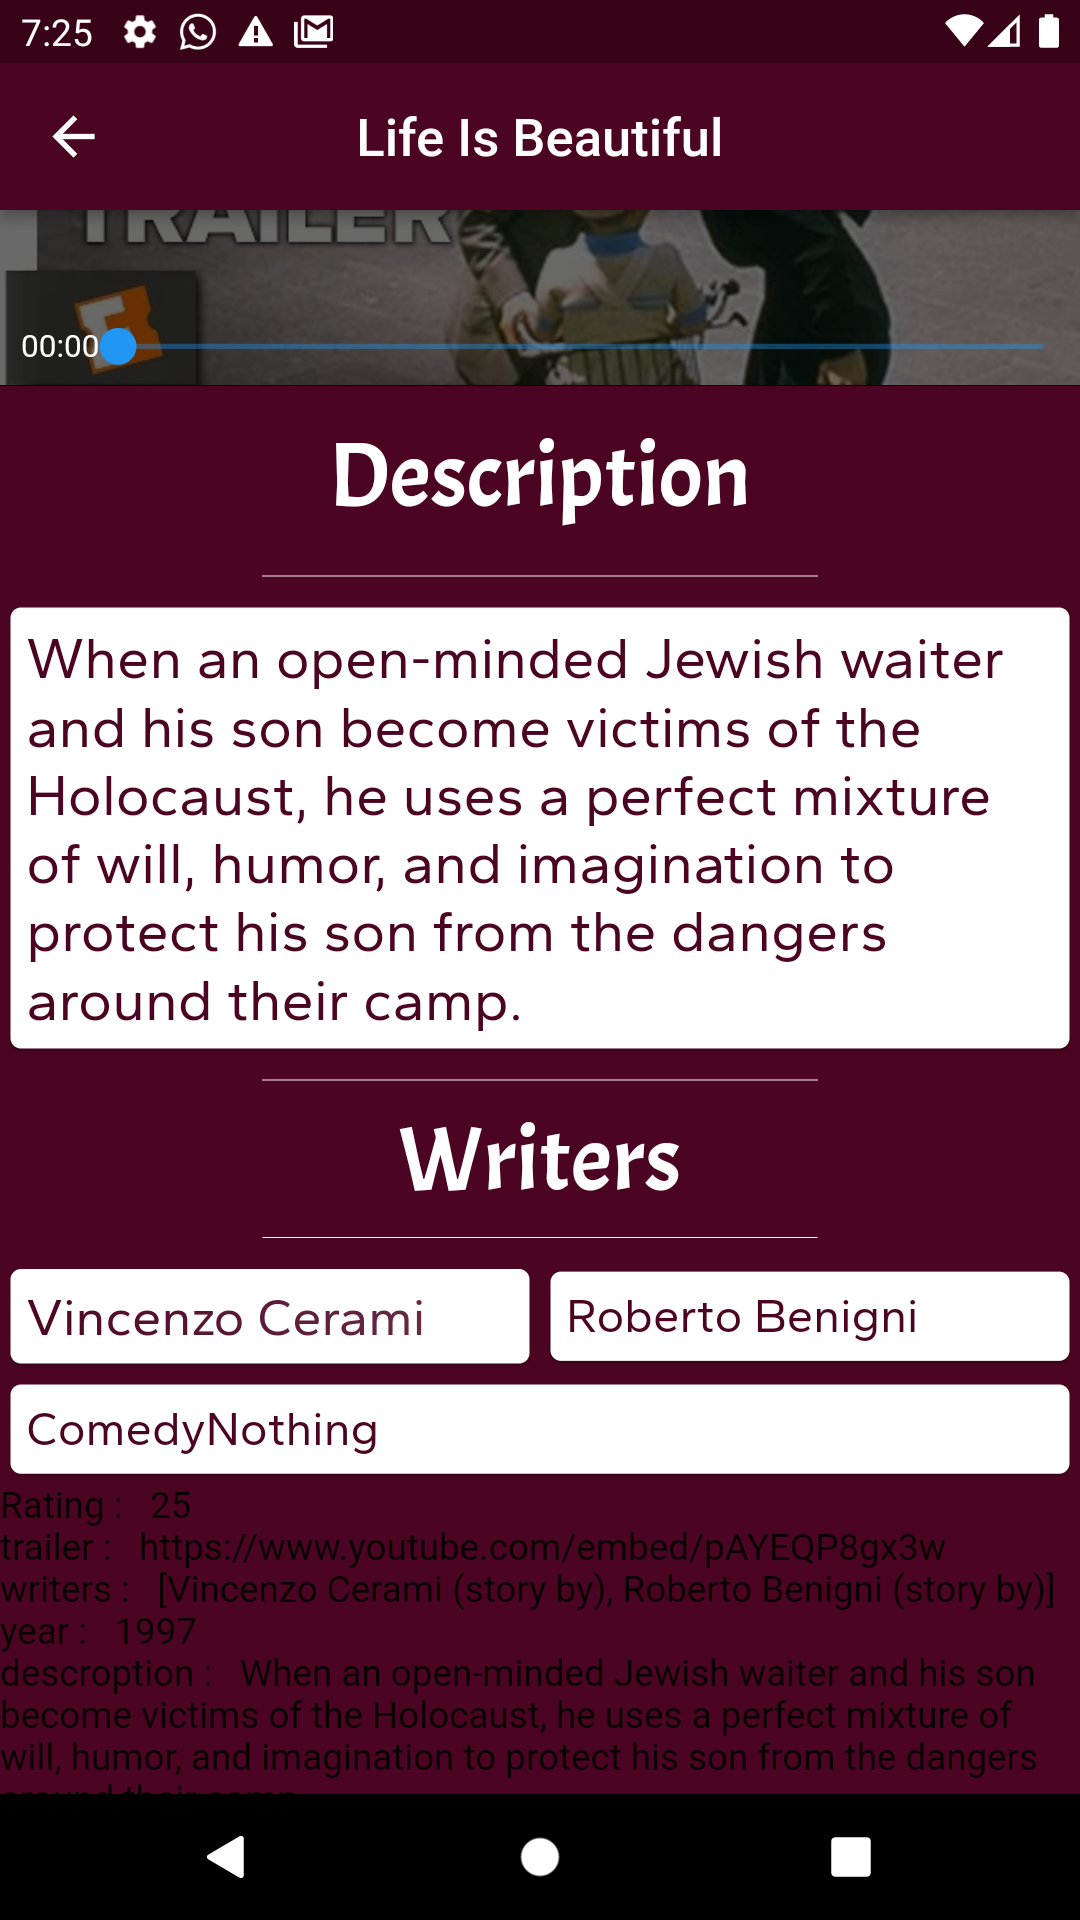 7:25
Life Is Beautiful
TRAILER
00:00
Description
When an open-minded Jewish waiter
and his son become victims of the
Holocaust, he uses a perfect mixture
of will, humor, and imagination to
protect his son from the dangers
around their camp.
Writers
Vincenzo Cerami
Roberto Benigni
ComedyNothing
Rating :   25
trailer :   https://www.youtube.com/embed/pAYEQP8gx3w
writers :   [Vincenzo Cerami (story by), Roberto Benigni (story by)]
year :   1997
descroption :   When an open-minded Jewish waiter and his son
become victims of the Holocaust, he uses a perfect mixture of
will, humor, and imagination to protect his son from the dangers
around their camp.